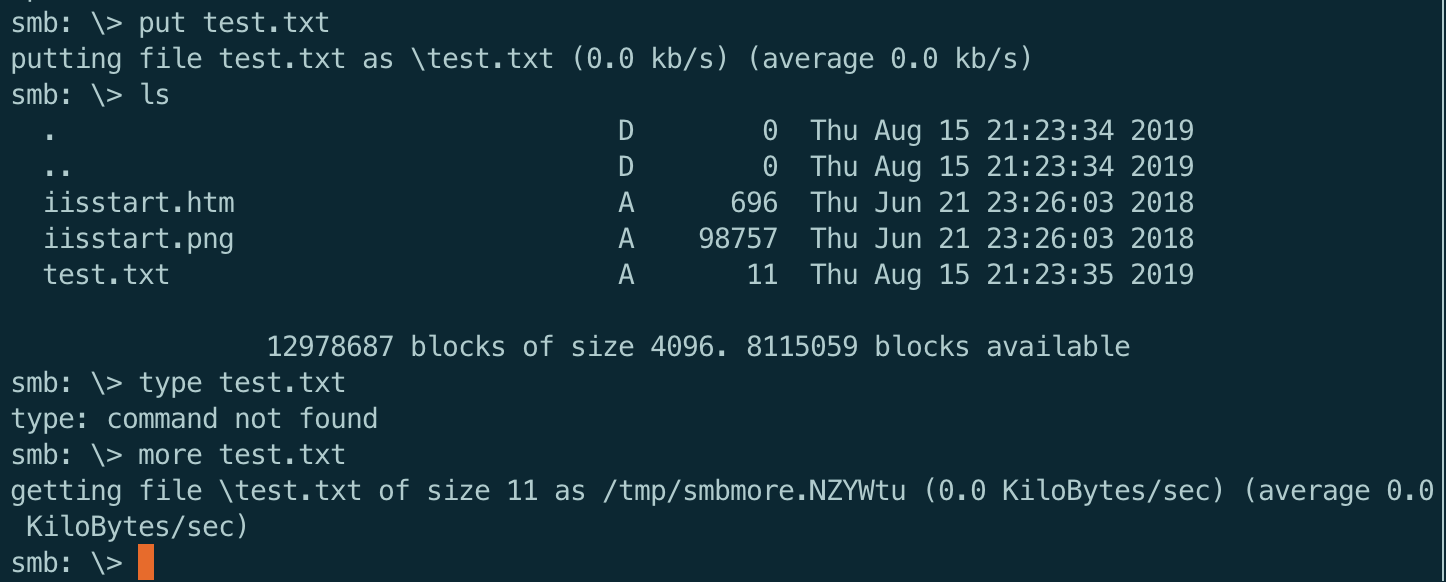 smb: \> put test.txt
putting file test.txt as \test.txt (0.0 kb/s) (average 0.0 kb/s)
smb: \> ls
  .                                   D        0  Thu Aug 15 21:23:34 2019
  ..                                  D        0  Thu Aug 15 21:23:34 2019
  iisstart.htm                        A      696  Thu Jun 21 23:26:03 2018
  iisstart.png                        A    98757  Thu Jun 21 23:26:03 2018
  test.txt                            A       11  Thu Aug 15 21:23:35 2019

                12978687 blocks of size 4096. 8115059 blocks available
smb: \> type test.txt
type: command not found
smb: \> more test.txt
getting file \test.txt of size 11 as /tmp/smbmore.NZYWtu (0.0 KiloBytes/sec) (average 0.0
 KiloBytes/sec)
smb: \>